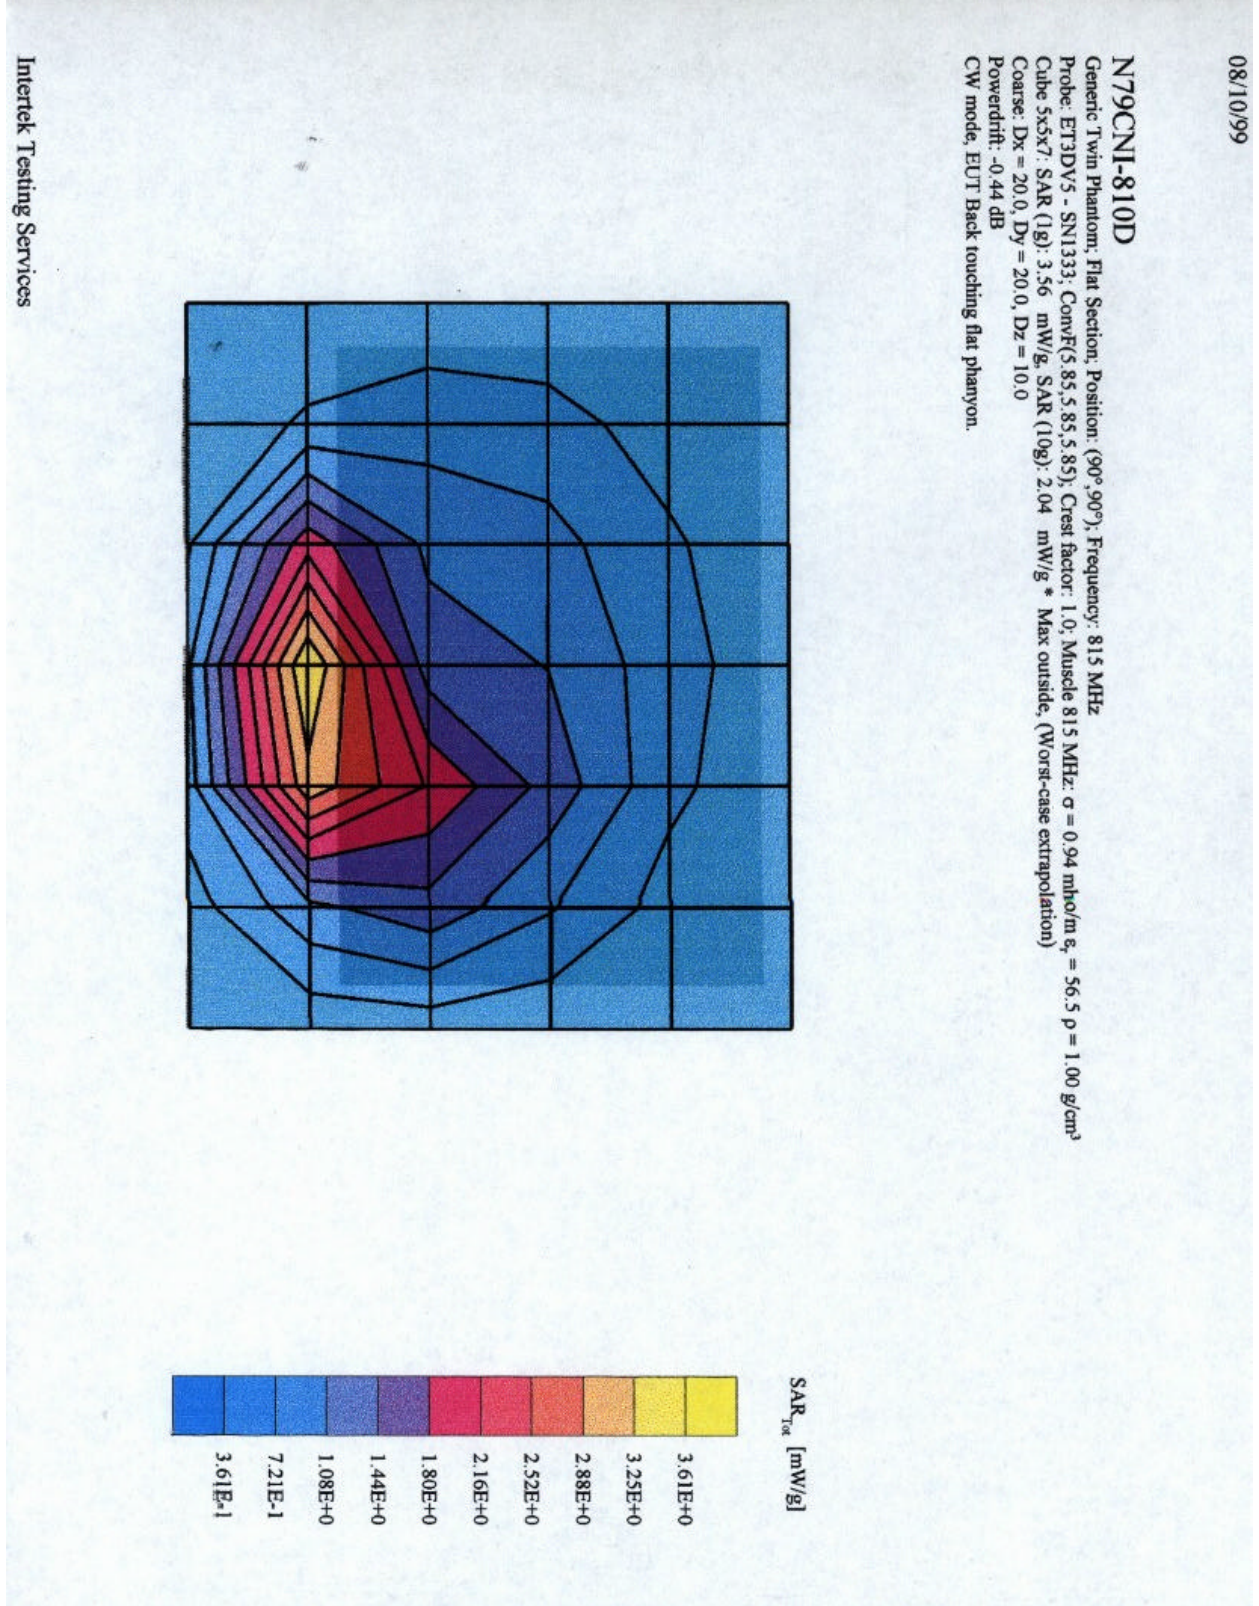 08/10/99
N79CNI-810D
Generic Twin Phantom; Flat Section; Position: (90°,90°); Frequency: 815 MHz
Probe: ET3DV5 - SN1333; ConvF(5.85,5.85,5.85); Crest factor: 1.0; Muscle 815 MHz: σ = 0.94 mho/m εr = 56.5 ρ = 1.00 g/cm³
Cube 5x5x7: SAR (1g): 3.56 mW/g, SAR (10g): 2.04 mW/g * Max outside, (Worst-case extrapolation)
Coarse: Dx = 20.0, Dy = 20.0, Dz = 10.0
Powerdrift: -0.44 dB
CW mode, EUT Back touching flat phanyon.
SARTot [mW/g]
3.61E+0
3.25E+0
2.88E+0
2.52E+0
2.16E+0
1.80E+0
1.44E+0
1.08E+0
7.21E-1
3.61E-1
Intertek Testing Services